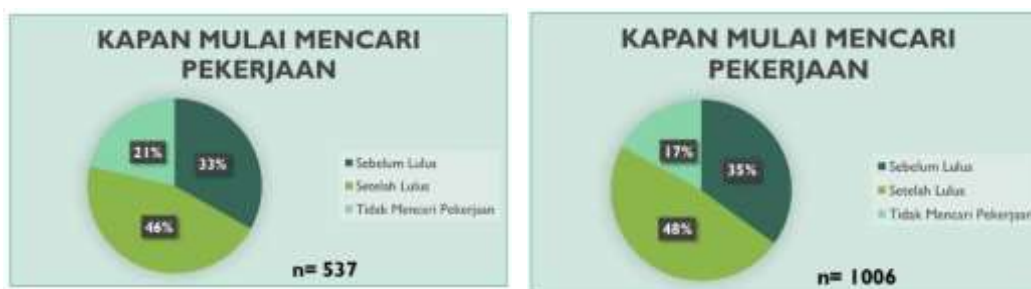 KAPAN MULAI MENCARI
PEKERJAAN
21%
33%
46%
Sebelum Lulus
Setelah Lulus
Tidak Mencari Pekerjaan
n= 537
KAPAN MULAI MENCARI
PEKERJAAN
17%
35%
48%
Sebelum Lulus
Setelah Lulus
Tidak Mencari Pekerjaan
n= 1006